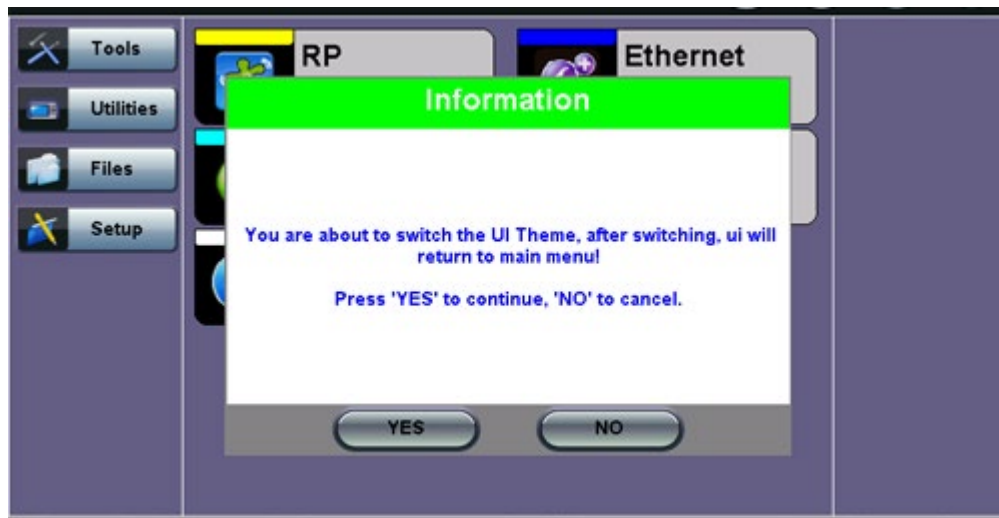 Tools
Utilities
Files
Setup
RP
Ethernet
Information
You are about to switch the UI Theme, after switching, ui will
return to main menu!
Press 'YES' to continue, 'NO' to cancel.
YES
NO